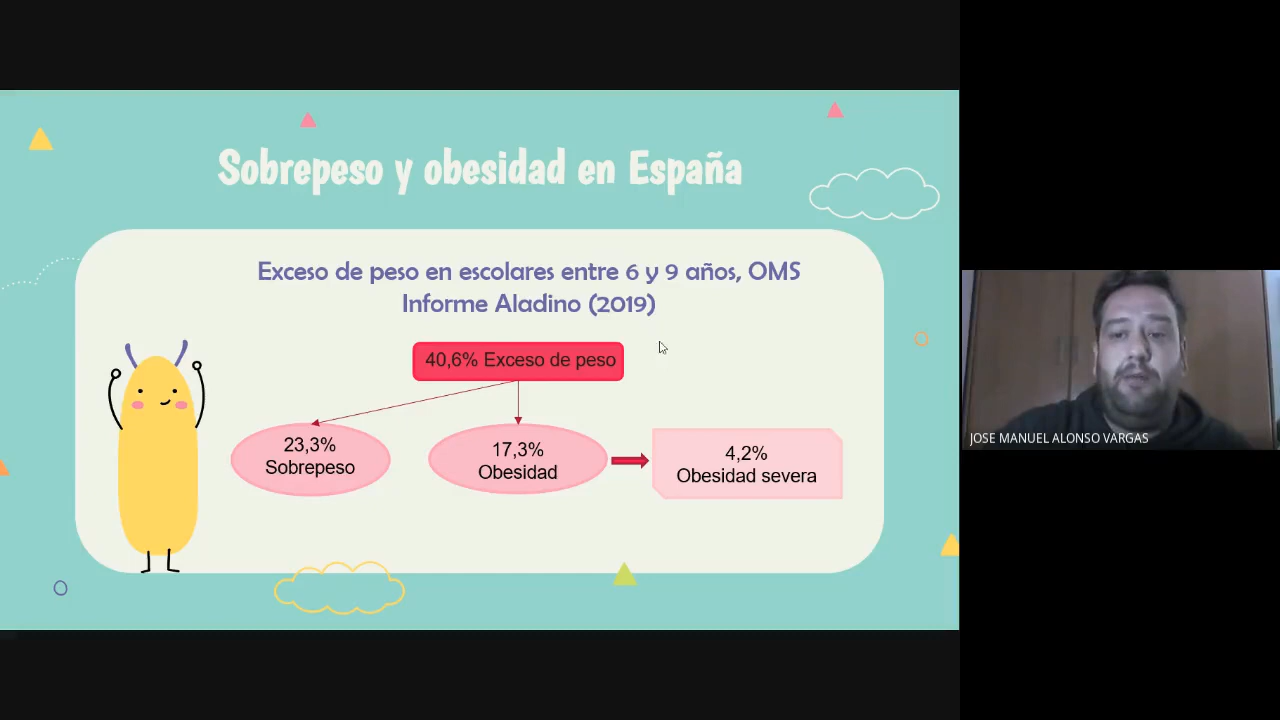 Sobrepeso y obesidad en España
Exceso de peso en escolares entre 6 y 9 años, OMS
Informe Aladino (2019)
40,6% Exceso de peso
23,3%
Sobrepeso
17,3%
Obesidad
4,2%
Obesidad severa
JOSE MANUEL ALONSO VARGAS